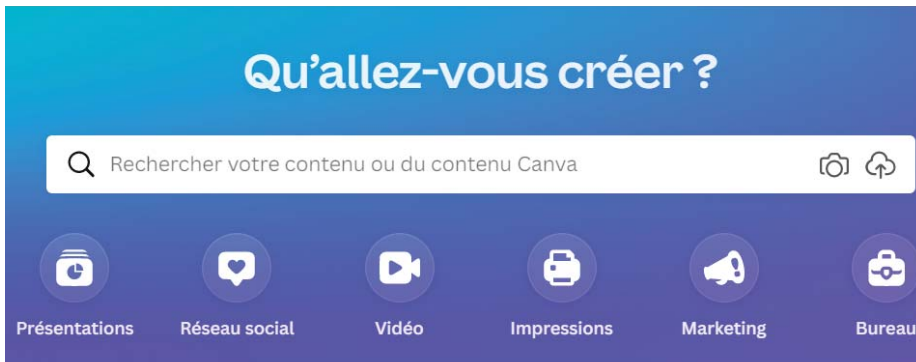 Qu’allez-vous créer ?
Rechercher votre contenu ou du contenu Canva
Présentations Réseau social Vidéo Impressions Marketing Bureau